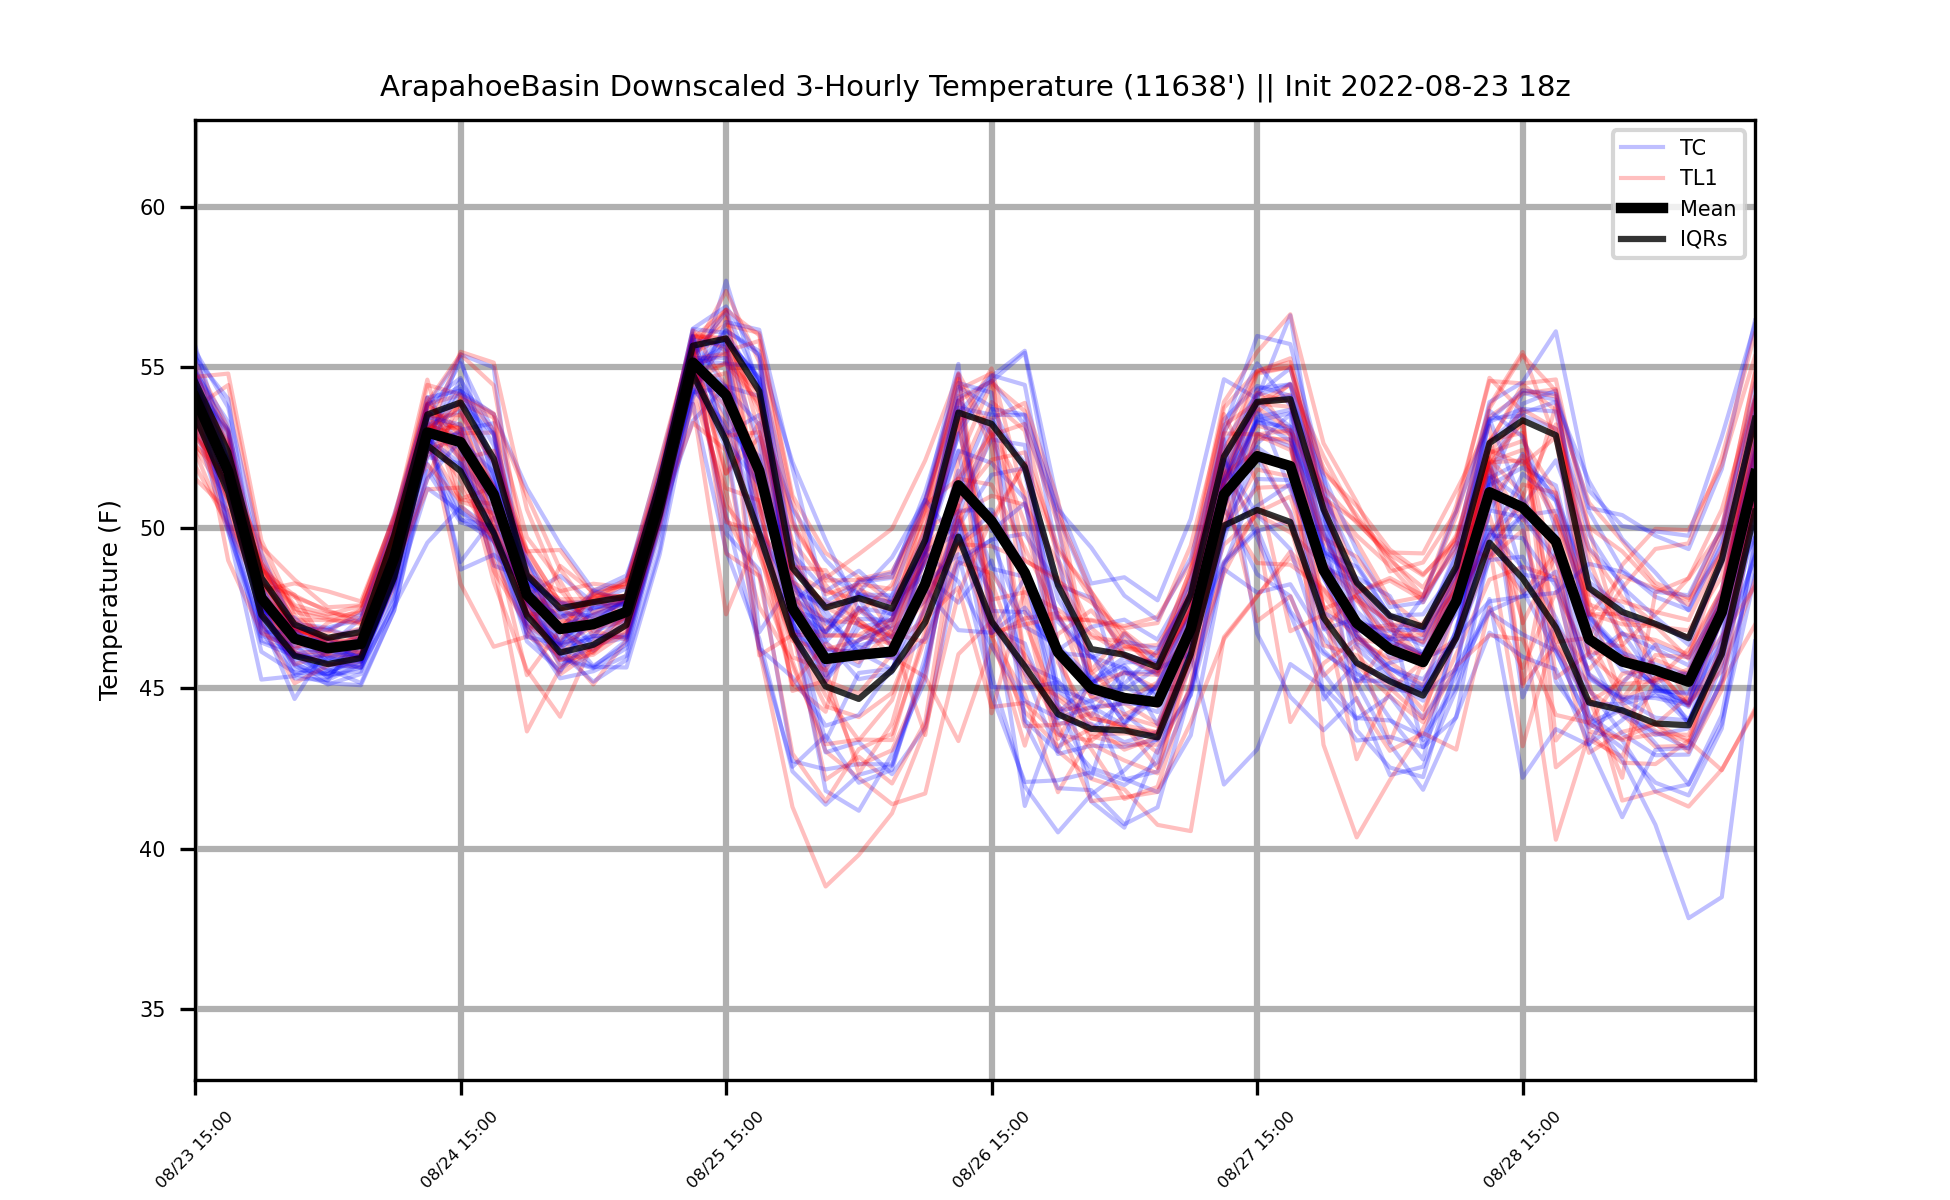 ArapahoeBasin Downscaled 3-Hourly Temperature (11638') || Init 2022-08-23 18z
TC
TL1
Mean
IQRs
Temperature (F)
60
55
50
45
40
35
08/23 15:00
08/24 15:00
08/25 15:00
08/26 15:00
08/27 15:00
08/28 15:00